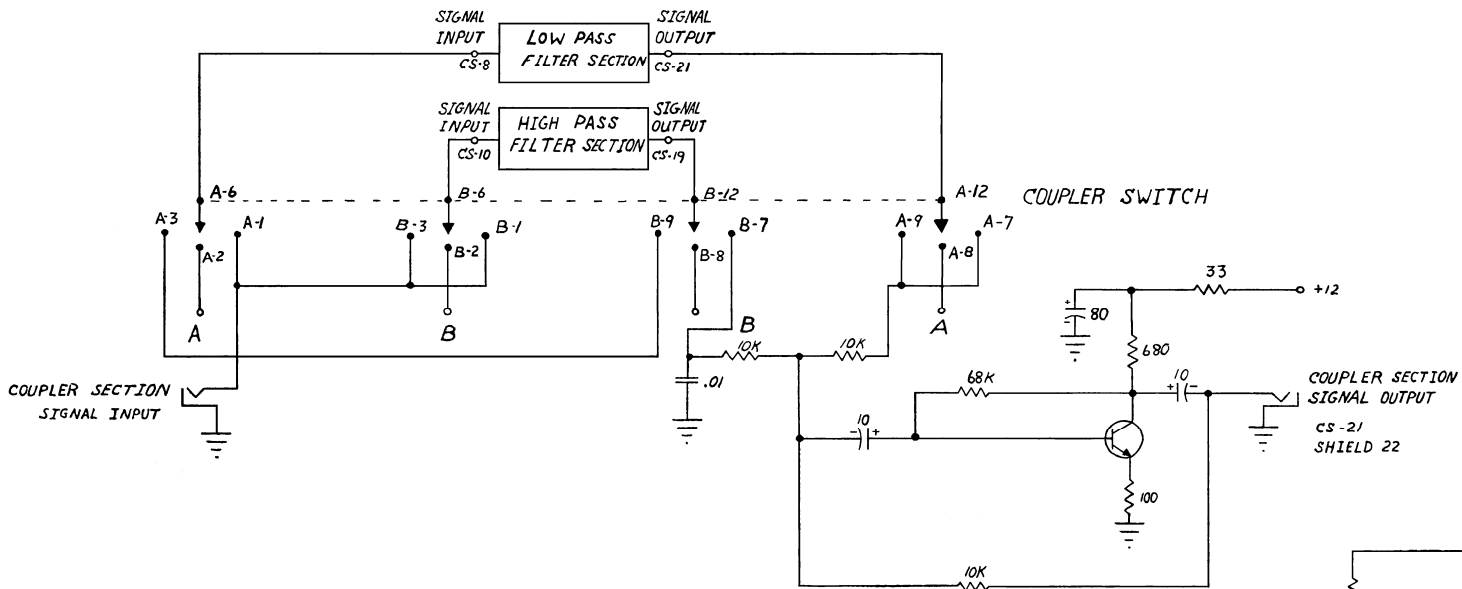 SIGNAL
INPUT
CS-8
LOW PASS
FILTER SECTION
SIGNAL
OUTPUT
CS-21
SIGNAL
INPUT
CS-10
HIGH PASS
FILTER SECTION
SIGNAL
OUTPUT
CS-19
A-6
B-6
B-12
A-12
COUPLER SWITCH
A-3
A-1
B-3
B-1
B-9
B-7
A-9
A-7
A-2
B-2
B-8
A-8
A
B
B
A
33
+12
+
-
80
680
10K
10K
.01
68K
+
10
-
-
10
+
100
10K
COUPLER SECTION
SIGNAL INPUT
COUPLER SECTION
SIGNAL OUTPUT
CS-21
SHIELD 22